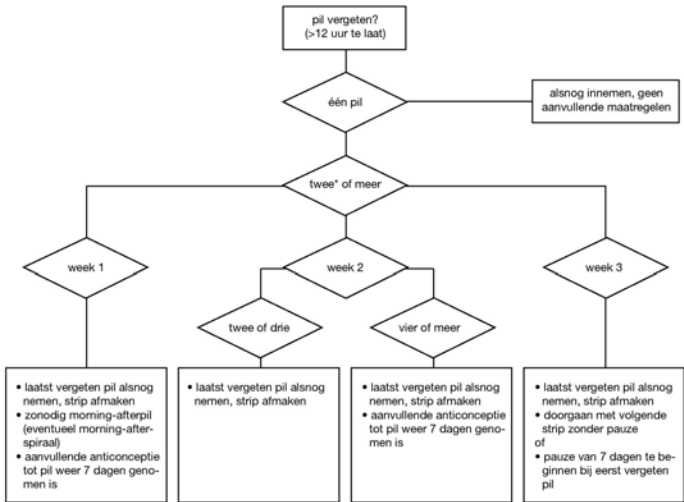 pil vergeten?
(>12 uur te laat)
één pil
alsnog innemen, geen
aanvullende maatregelen
twee* of meer
week 1
week 2
week 3
twee of drie
vier of meer
• laatst vergeten pil alsnog
nemen, strip afmaken
• zonodig morning-afterpil
(eventueel morning-after-
spiraal)
• aanvullende anticonceptie
tot pil weer 7 dagen geno-
men is
• laatst vergeten pil alsnog
nemen, strip afmaken
• laatst vergeten pil alsnog
nemen, strip afmaken
• aanvullende anticonceptie
tot pil weer 7 dagen geno-
men is
• laatst vergeten pil alsnog
nemen, strip afmaken
• doorgaan met volgende
strip zonder pauze
of
• pauze van 7 dagen te be-
ginnen bij eerst vergeten
pil